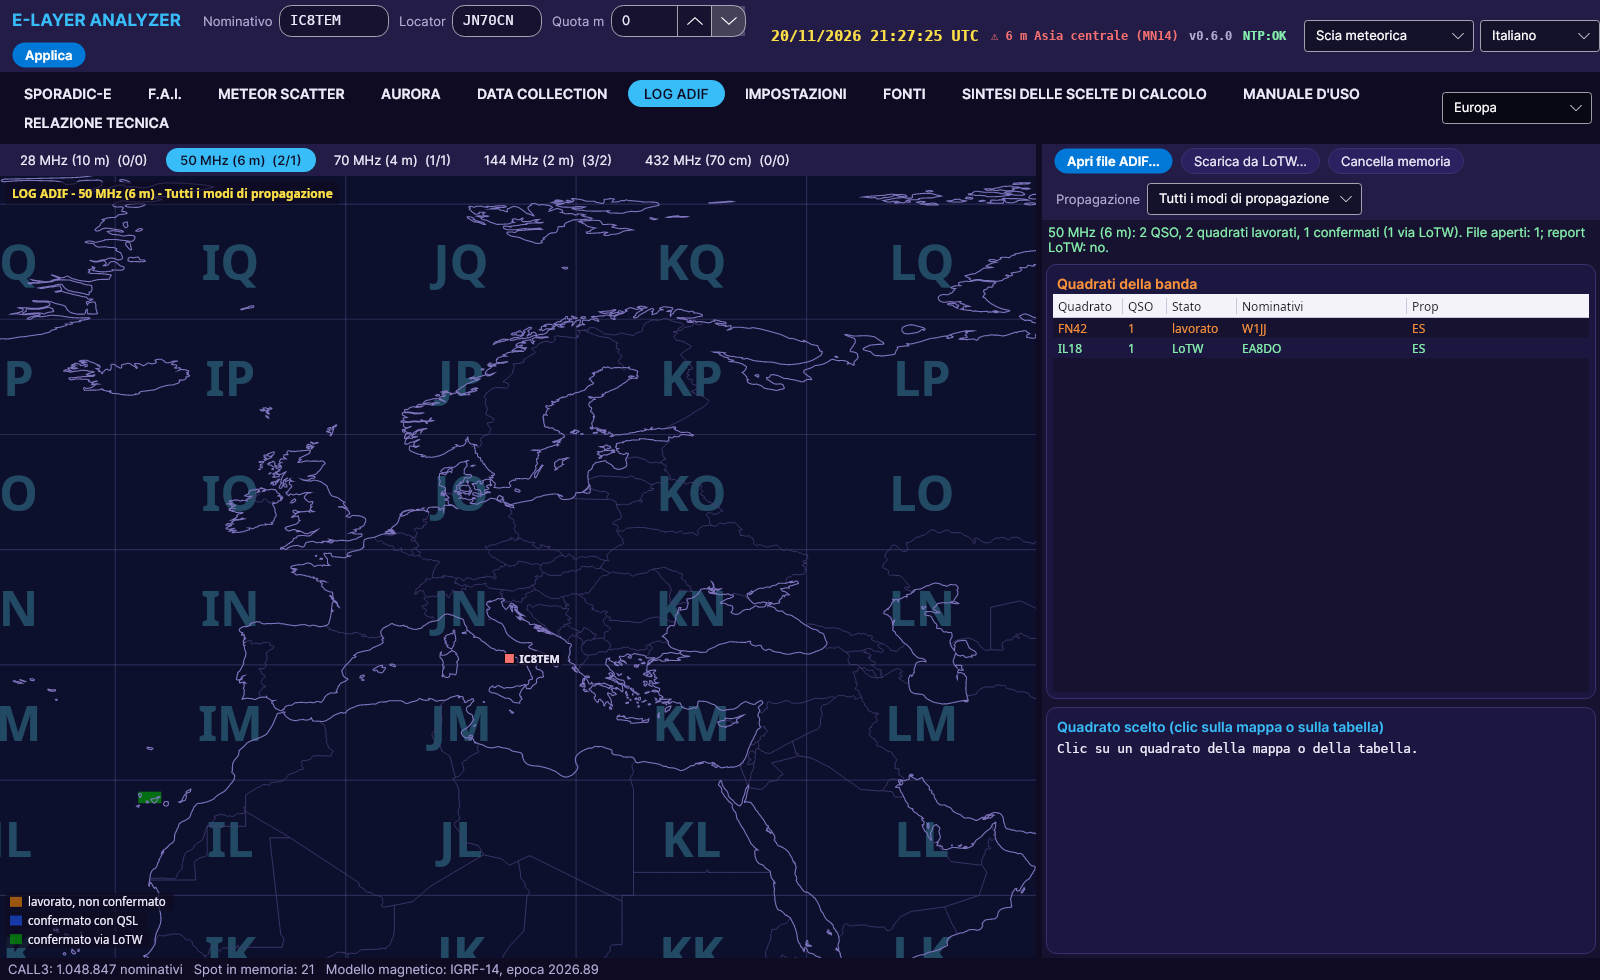 E-LAYER ANALYZER Nominativo IC8TEM Locator JN70CN Quota m 0
20/11/2026 21:27:25 UTC ⚠ 6 m Asia centrale (MN14) v0.6.0 NTP:OK Scia meteorica Italiano
Applica
SPORADIC-E F.A.I. METEOR SCATTER AURORA DATA COLLECTION LOG ADIF IMPOSTAZIONI FONTI SINTESI DELLE SCELTE DI CALCOLO MANUALE D'USO
RELAZIONE TECNICA
Europa
28 MHz (10 m) (0/0) 50 MHz (6 m) (2/1) 70 MHz (4 m) (1/1) 144 MHz (2 m) (3/2) 432 MHz (70 cm) (0/0)
LOG ADIF - 50 MHz (6 m) - Tutti i modi di propagazione
Q IQ JQ KQ LQ
P IP JP KP LP
O IO JO KO LO
N IN JN KN LN
IC8TEM
M IM JM KM LM
L IL JL KL LL
K IK JK KK LK
lavorato, non confermato
confermato con QSL
confermato via LoTW
Apri file ADIF... Scarica da LoTW... Cancella memoria
Propagazione Tutti i modi di propagazione
50 MHz (6 m): 2 QSO, 2 quadrati lavorati, 1 confermati (1 via LoTW). File aperti: 1; report
LoTW: no.
Quadrati della banda
Quadrato QSO Stato Nominativi Prop
FN42 1 lavorato W1JJ ES
IL18 1 LoTW EA8DO ES
Quadrato scelto (clic sulla mappa o sulla tabella)
Clic su un quadrato della mappa o della tabella.
CALL3: 1.048.847 nominativi Spot in memoria: 21 Modello magnetico: IGRF-14, epoca 2026.89